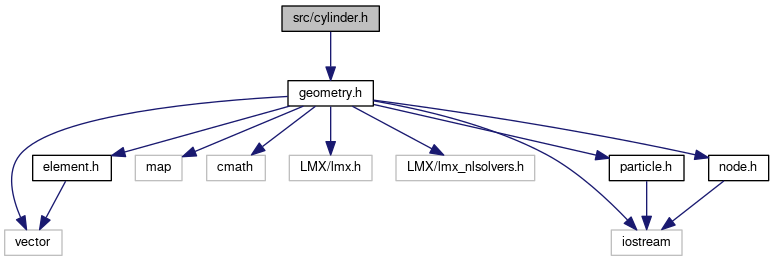 src/cylinder.h
geometry.h
element.h
map
cmath
LMX/lmx.h
LMX/lmx_nlsolvers.h
particle.h
node.h
vector
iostream